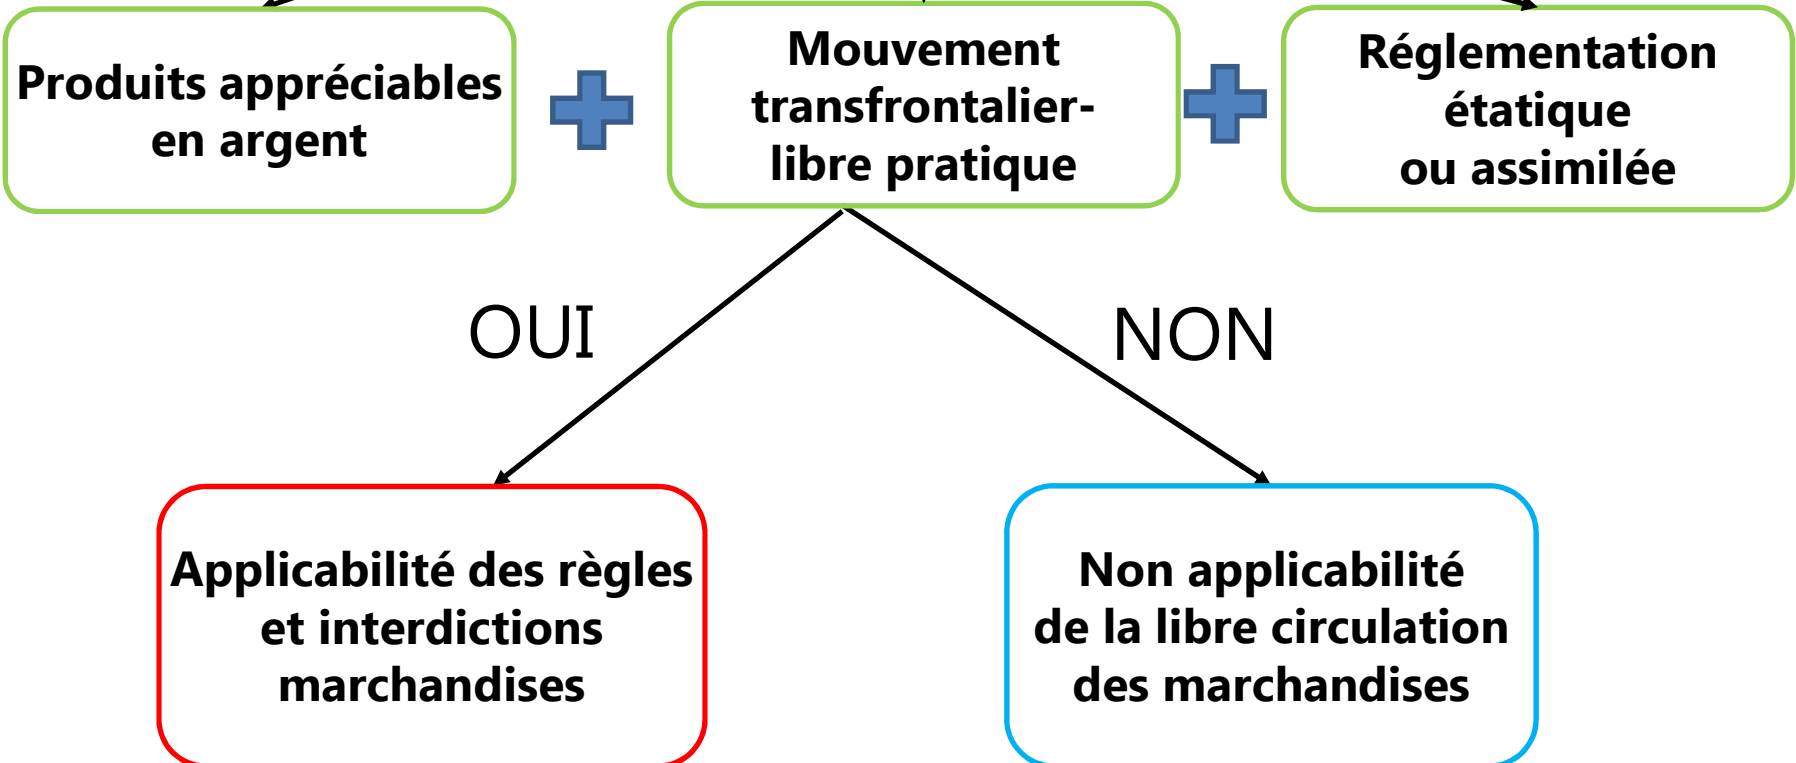 Produits appréciables
en argent
Mouvement
transfrontalier-
libre pratique
Réglementation
étatique
ou assimilée
OUI
NON
Applicabilité des règles
et interdictions
marchandises
Non applicabilité
de la libre circulation
des marchandises